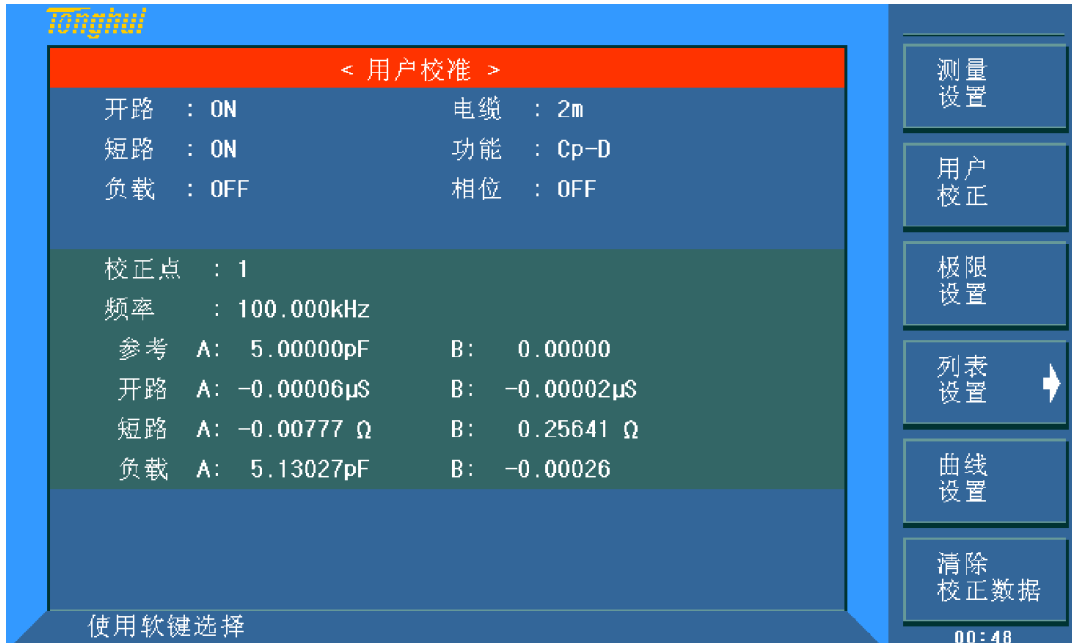 Tonghui
< 用户校准 >
开路 : ON 电缆 : 2m
短路 : ON 功能 : Cp-D
负载 : OFF 相位 : OFF
校正点 : 1
频率 : 100.000kHz
参考 A: 5.00000pF B: 0.00000
开路 A: -0.00006μS B: -0.00002μS
短路 A: -0.00777 Ω B: 0.25641 Ω
负载 A: 5.13027pF B: -0.00026
使用软键选择
测量
设置
用户
校正
极限
设置
列表
设置
曲线
设置
清除
校正数据
00:48